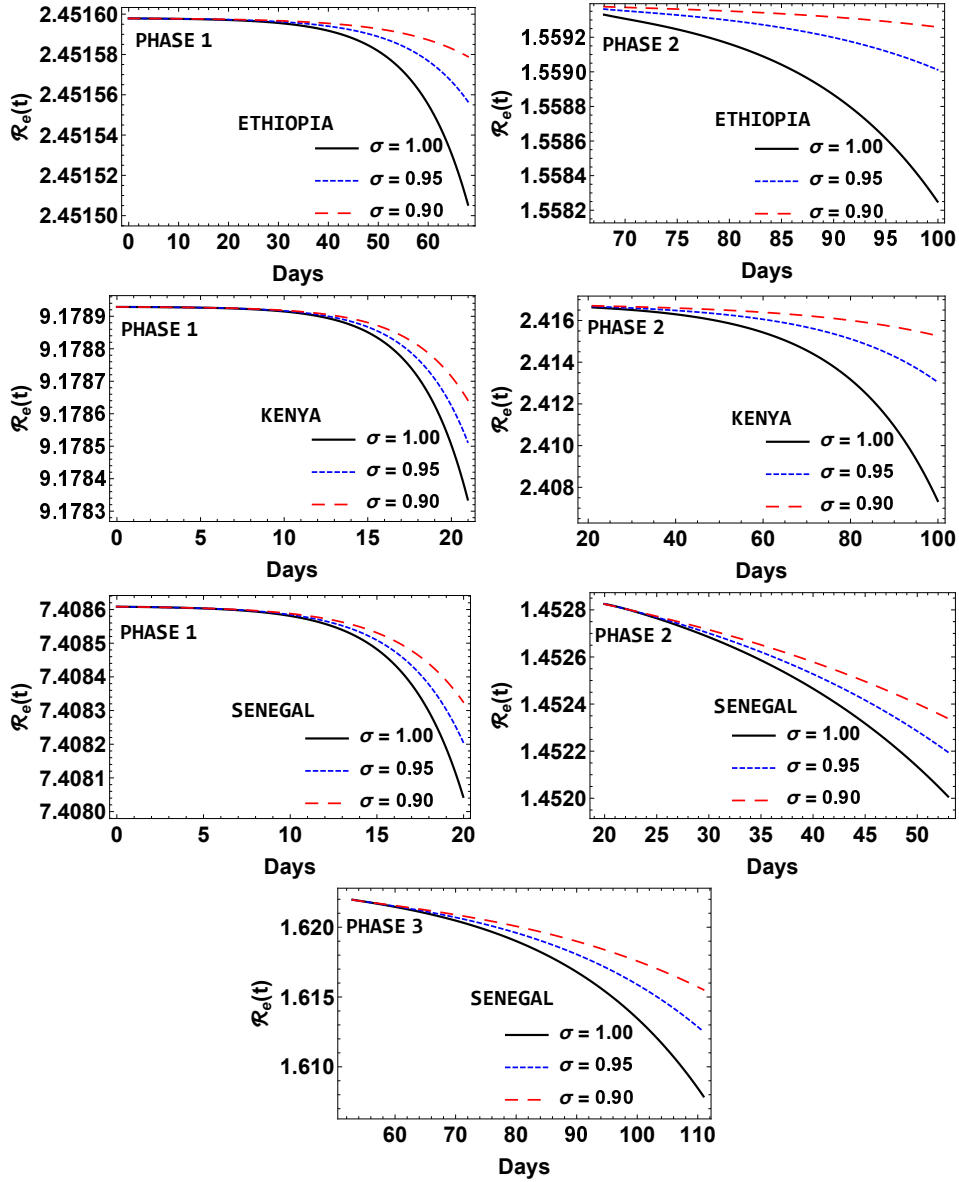 PHASE 1
ETHIOPIA
σ = 1.00
σ = 0.95
σ = 0.90
2.45160
2.45158
2.45156
2.45154
2.45152
2.45150
ℛe(t)
0 10 20 30 40 50 60
Days
PHASE 2
ETHIOPIA
σ = 1.00
σ = 0.95
σ = 0.90
1.5592
1.5590
1.5588
1.5586
1.5584
1.5582
ℛe(t)
70 75 80 85 90 95 100
Days
PHASE 1
KENYA
σ = 1.00
σ = 0.95
σ = 0.90
9.1789
9.1788
9.1787
9.1786
9.1785
9.1784
9.1783
ℛe(t)
0 5 10 15 20
Days
PHASE 2
KENYA
σ = 1.00
σ = 0.95
σ = 0.90
2.416
2.414
2.412
2.410
2.408
ℛe(t)
20 40 60 80 100
Days
PHASE 1
SENEGAL
σ = 1.00
σ = 0.95
σ = 0.90
7.4086
7.4085
7.4084
7.4083
7.4082
7.4081
7.4080
ℛe(t)
0 5 10 15 20
Days
PHASE 2
SENEGAL
σ = 1.00
σ = 0.95
σ = 0.90
1.4528
1.4526
1.4524
1.4522
1.4520
ℛe(t)
20 25 30 35 40 45 50
Days
PHASE 3
SENEGAL
σ = 1.00
σ = 0.95
σ = 0.90
1.620
1.615
1.610
ℛe(t)
60 70 80 90 100 110
Days